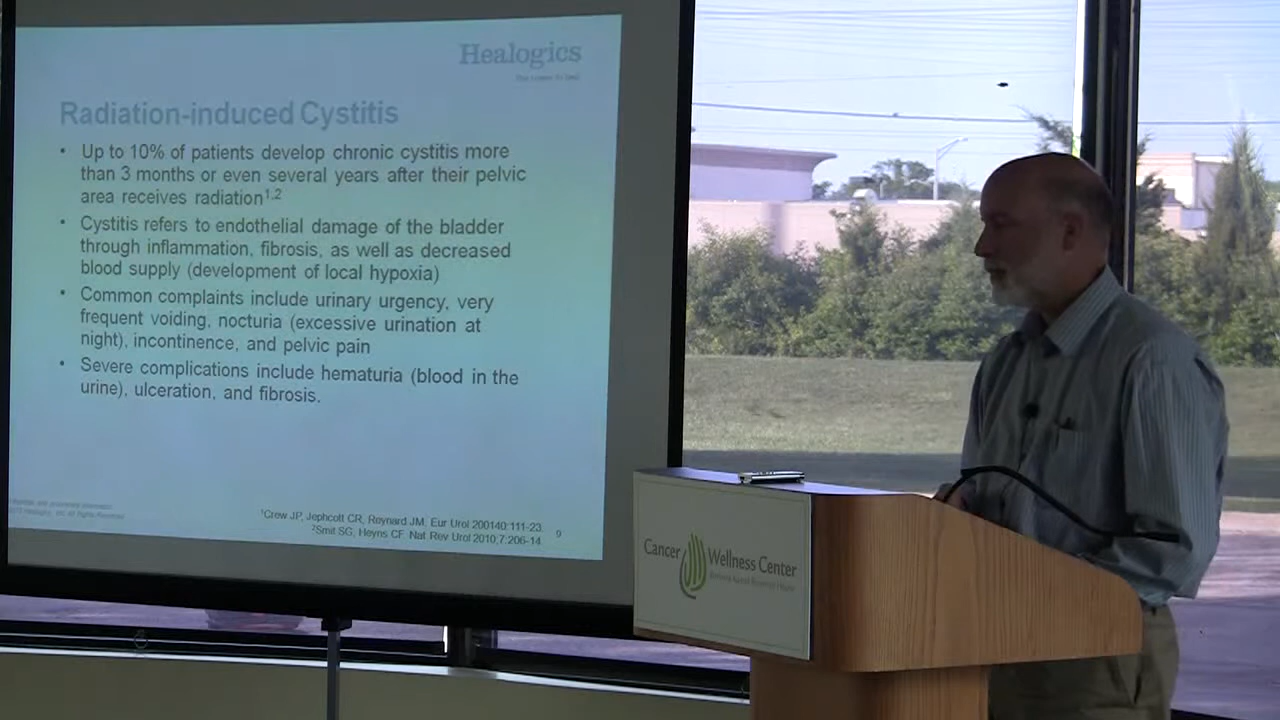 Healogics
Radiation-induced Cystitis
• Up to 10% of patients develop chronic cystitis more
than 3 months or even several years after their pelvic
area receives radiation1,2
• Cystitis refers to endothelial damage of the bladder
through inflammation, fibrosis, as well as decreased
blood supply (development of local hypoxia)
• Common complaints include urinary urgency, very
frequent voiding, nocturia (excessive urination at
night), incontinence, and pelvic pain
• Severe complications include hematuria (blood in the
urine), ulceration, and fibrosis.
1Crew JP, Jephcott CR, Reynard JM. Eur Urol 200140:111-23.
2Smit SG, Heyns CF. Nat Rev Urol 2010;7:206-14.
9
Cancer Wellness Center